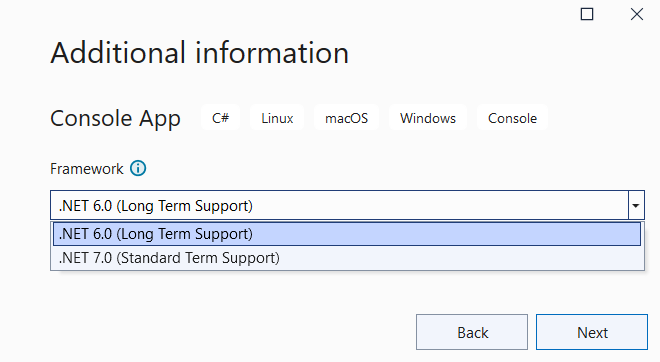 Additional information
Console App C# Linux macOS Windows Console
Framework
.NET 6.0 (Long Term Support)
.NET 6.0 (Long Term Support)
.NET 7.0 (Standard Term Support)
Back Next